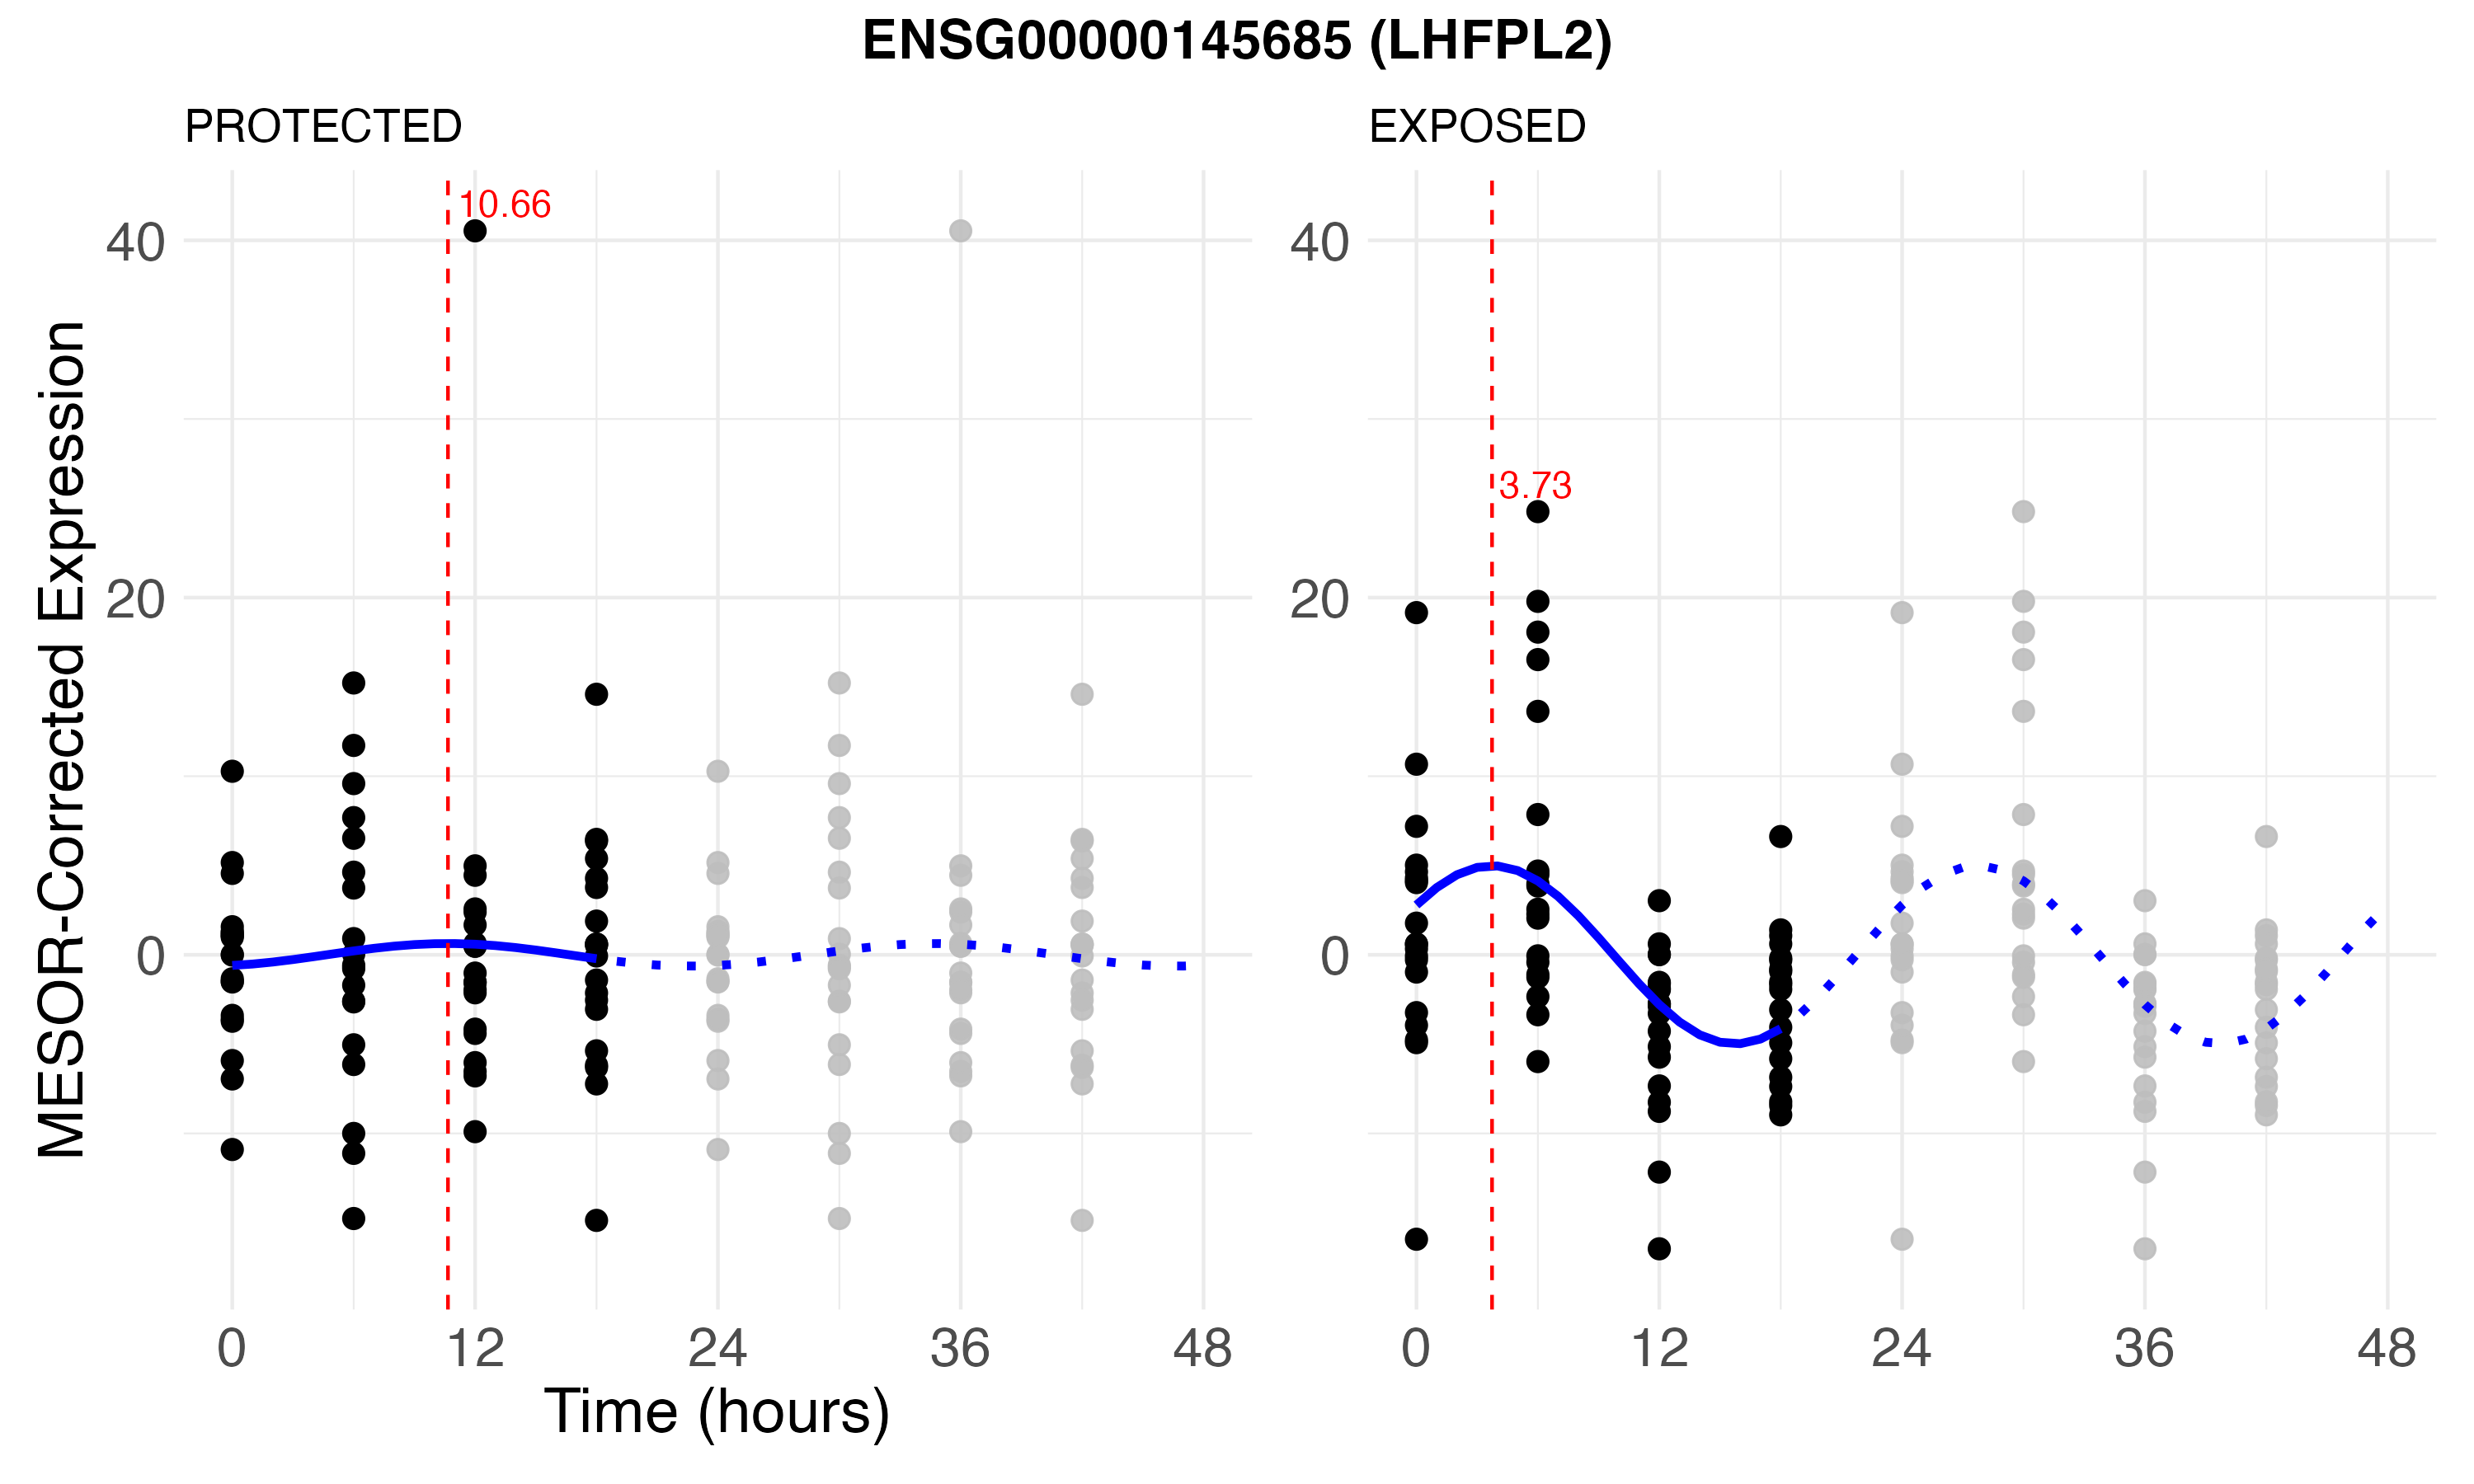 ENSG00000145685 (LHFPL2)
PROTECTED
EXPOSED
MESOR-Corrected Expression
40
20
0
10.66
0 12 24 36 48
Time (hours)
40
20
0
3.73
0 12 24 36 48